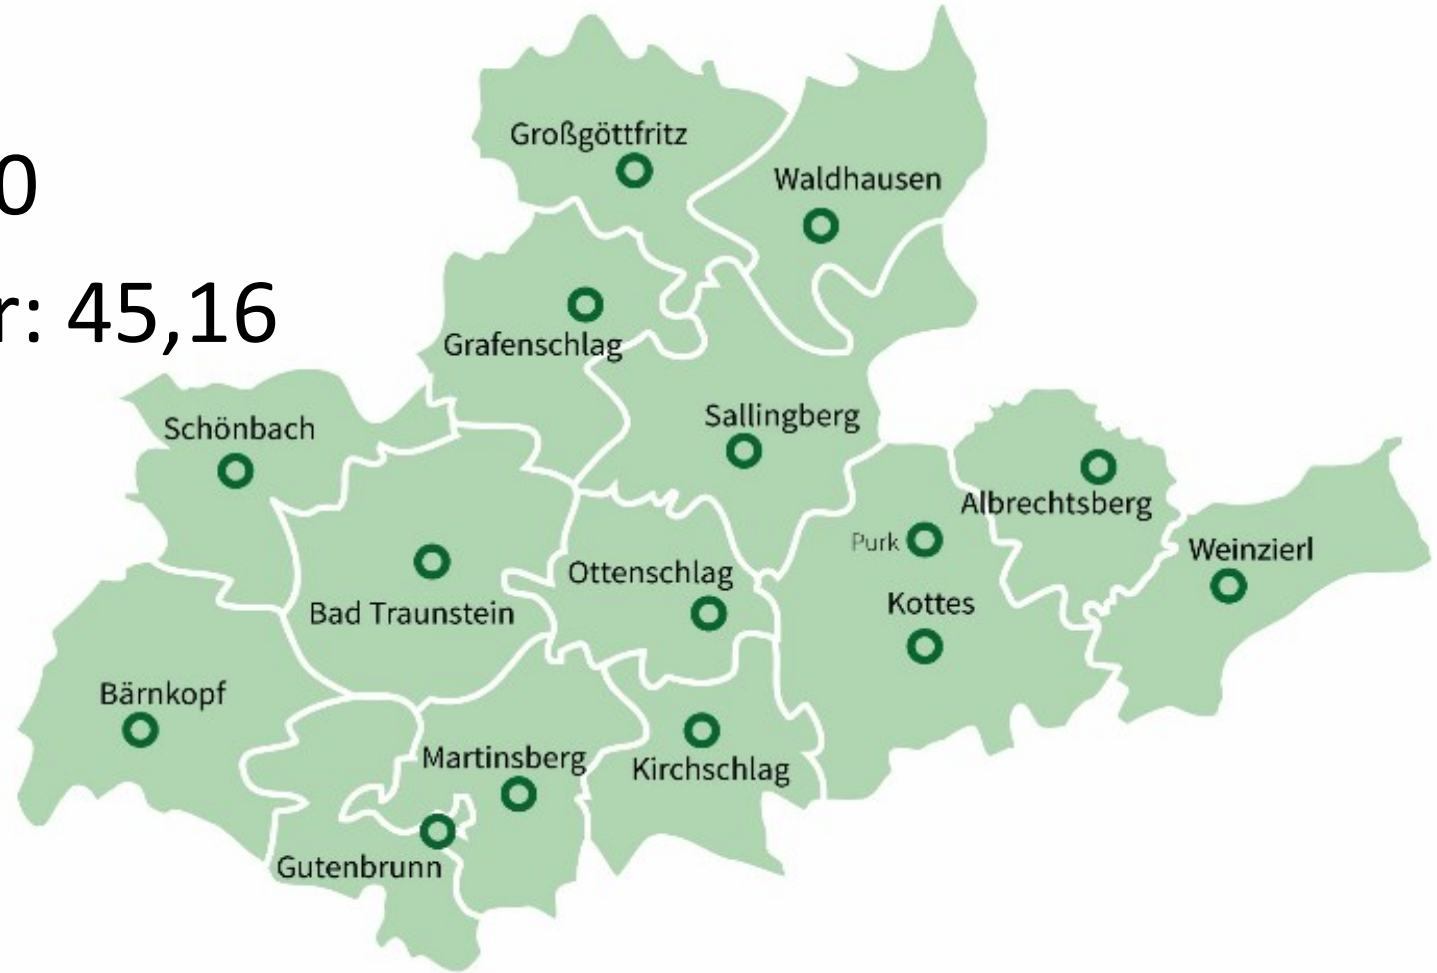 Großgöttfritz
Waldhausen
0
r: 45,16
Grafenschlag
Schönbach
Sallingberg
Albrechtsberg
Purk
Weinzierl
Ottenschlag
Kottes
Bad Traunstein
Bärnkopf
Martinsberg
Kirchschlag
Gutenbrunn